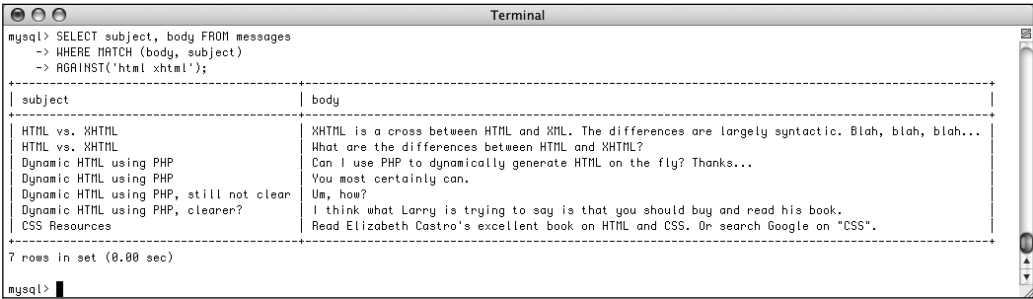 Terminal
mysql> SELECT subject, body FROM messages
-> WHERE MATCH (body, subject)
-> AGAINST('html xhtml');
| subject | body |
| HTML vs. XHTML | XHTML is a cross between HTML and XML. The differences are largely syntactic. Blah, blah, blah... |
| HTML vs. XHTML | What are the differences between HTML and XHTML? |
| Dynamic HTML using PHP | Can I use PHP to dynamically generate HTML on the fly? Thanks... |
| Dynamic HTML using PHP | You most certainly can. |
| Dynamic HTML using PHP, still not clear | Um, how? |
| Dynamic HTML using PHP, clearer? | I think what Larry is trying to say is that you should buy and read his book. |
| CSS Resources | Read Elizabeth Castro's excellent book on HTML and CSS. Or search Google on "CSS". |
7 rows in set (0.00 sec)
mysql>